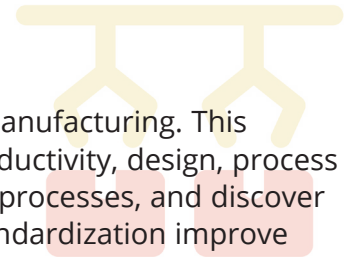 anufacturing. This
ductivity, design, process
processes, and discover
ndardization improve